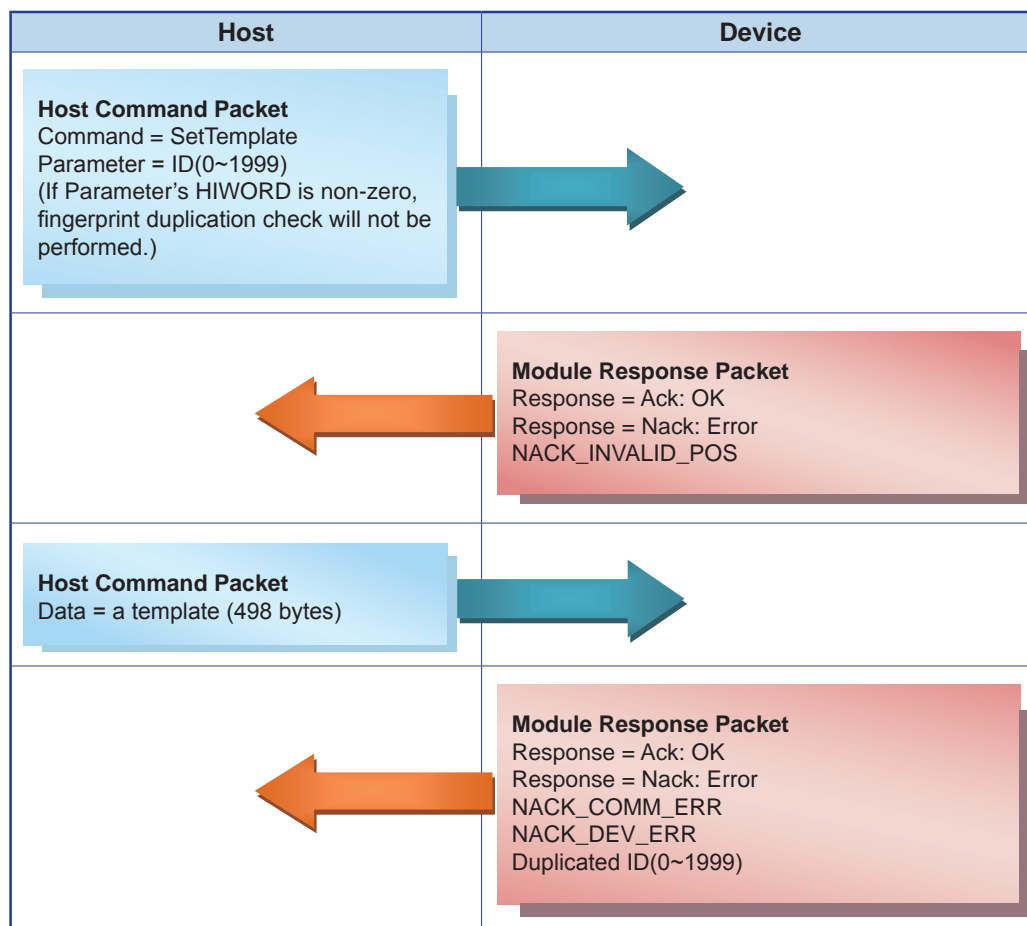 Host
Device
Host Command Packet
Command = SetTemplate
Parameter = ID(0~1999)
(If Parameter’s HIWORD is non-zero,
fingerprint duplication check will not be
performed.)
Module Response Packet
Response = Ack: OK
Response = Nack: Error
NACK_INVALID_POS
Host Command Packet
Data = a template (498 bytes)
Module Response Packet
Response = Ack: OK
Response = Nack: Error
NACK_COMM_ERR
NACK_DEV_ERR
Duplicated ID(0~1999)